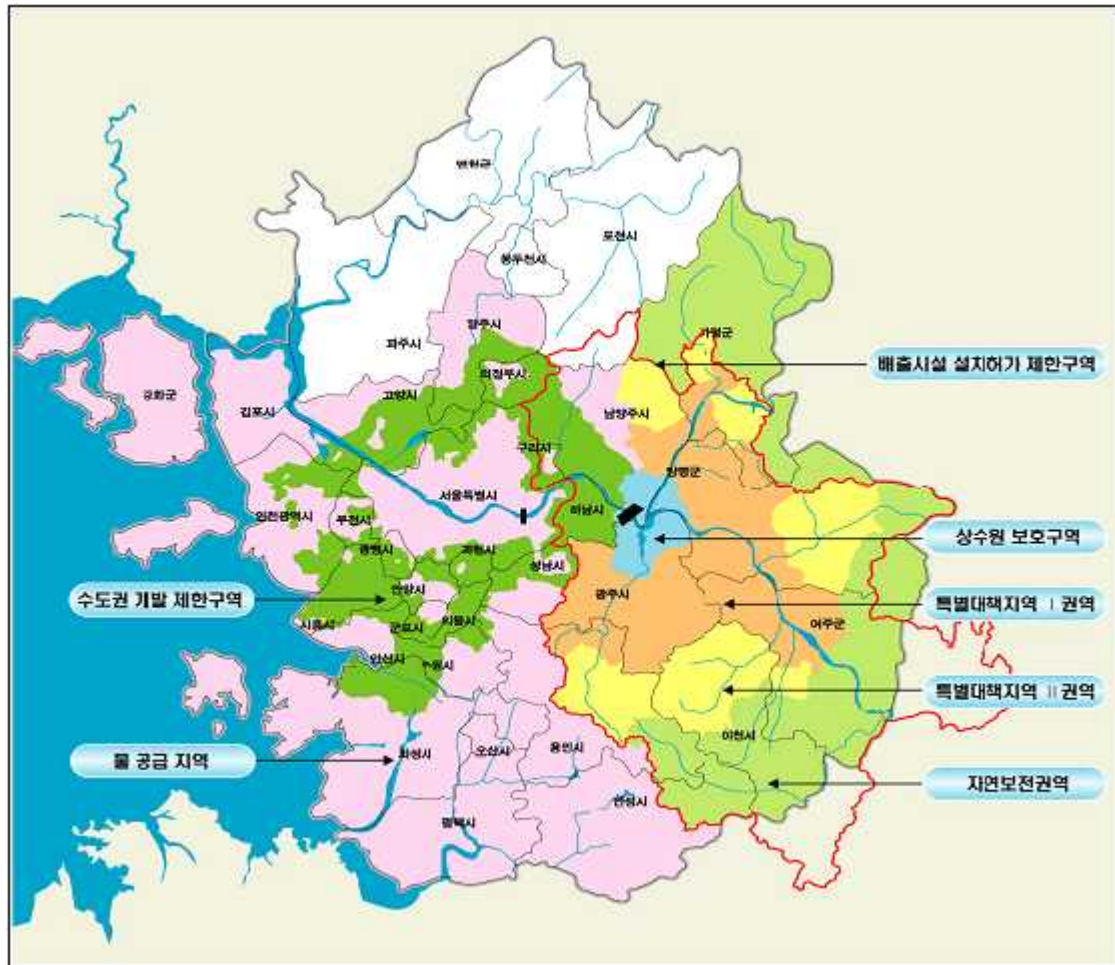 연천군
포천시
동두천시
가평군
파주시
양주시
배출시설 설치허가 제한구역
의정부시
강화군
고양시
김포시
남양주시
구리시
양평군
서울특별시
인천광역시
부천시
하남시
상수원 보호구역
광명시
과천시
성남시
수도권 개발 제한구역
안양시
광주시
특별대책지역 Ⅰ권역
여주군
시흥시
군포시
의왕시
안산시
수원시
특별대책지역 Ⅱ권역
이천시
물 공급 지역
화성시
오산시
용인시
자연보전권역
안성시
평택시